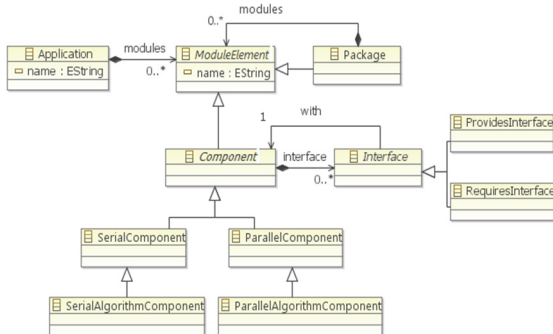 modules
0..*
Application
name : EString
modules
0..*
ModuleElement
name : EString
Package
1
with
ProvidesInterface
Component
interface
0..*
Interface
RequiresInterface
SerialComponent
ParallelComponent
SerialAlgorithmComponent
ParallelAlgorithmComponent